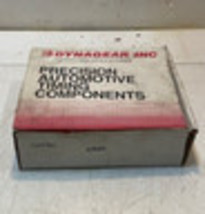 DYNAGEAR INC
PRECISION
AUTOMOTIVE
TIMING
COMPONENTS